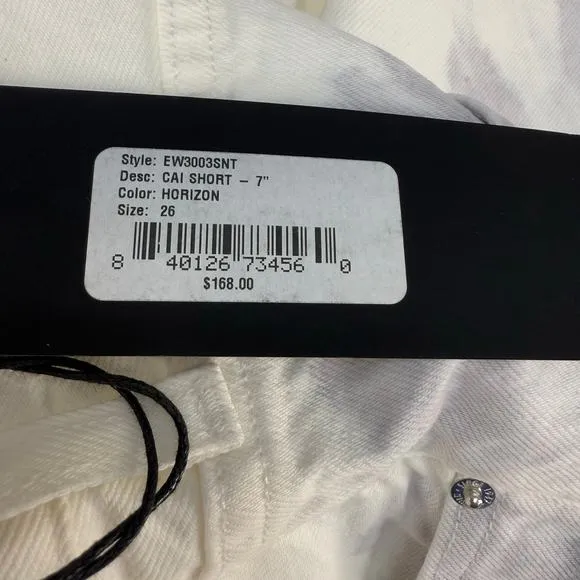 Style: EW3003SNT
Desc: CAI SHORT – 7"
Color: HORIZON
Size: 26
8 40126 73456 0
$168.00